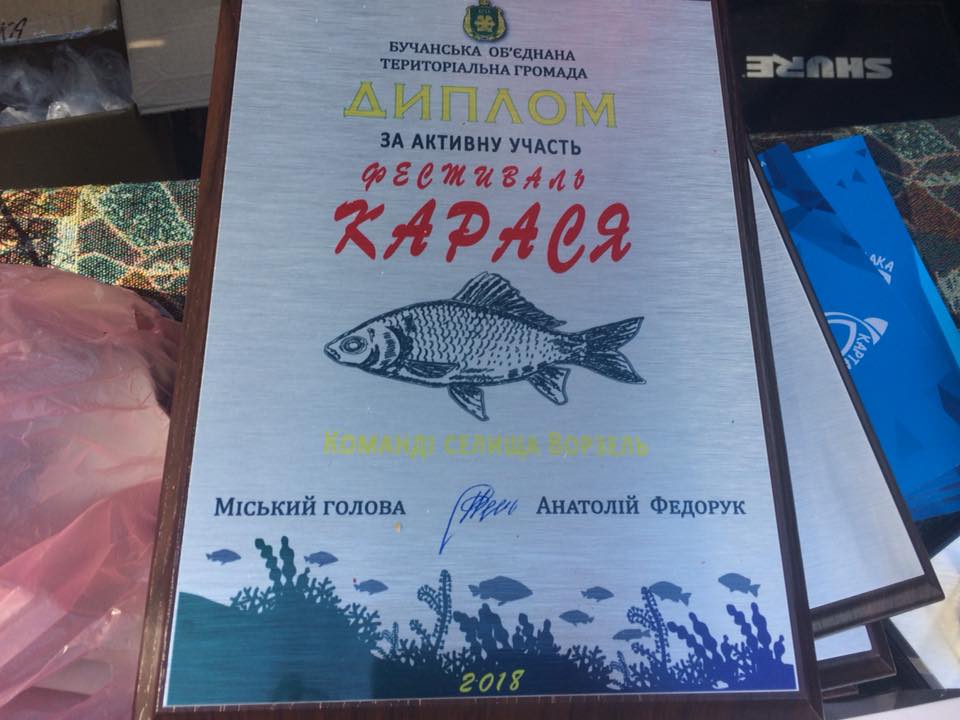 БУЧАНСЬКА ОБ'ЄДНАНА
ТЕРИТОРІАЛЬНА ГРОМАДА
ДИПЛОМ
ЗА АКТИВНУ УЧАСТЬ
ФЕСТИВАЛЬ
КАРАСЯ
КОМАНДІ СЕЛИЩА ВОРЗЕЛЬ
МІСЬКИЙ ГОЛОВА АНАТОЛІЙ ФЕДОРУК
2018
SHURE